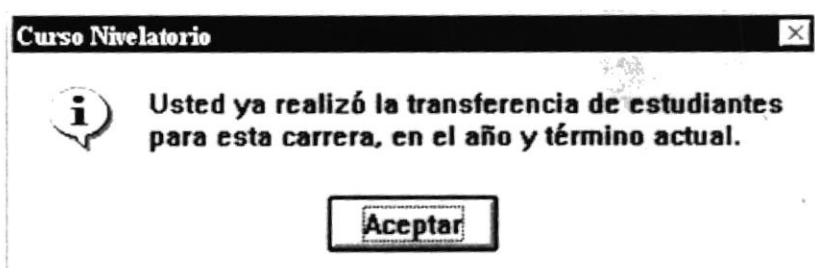 Curso Nivelatorio
Usted ya realizó la transferencia de estudiantes
para esta carrera, en el año y término actual.
Aceptar